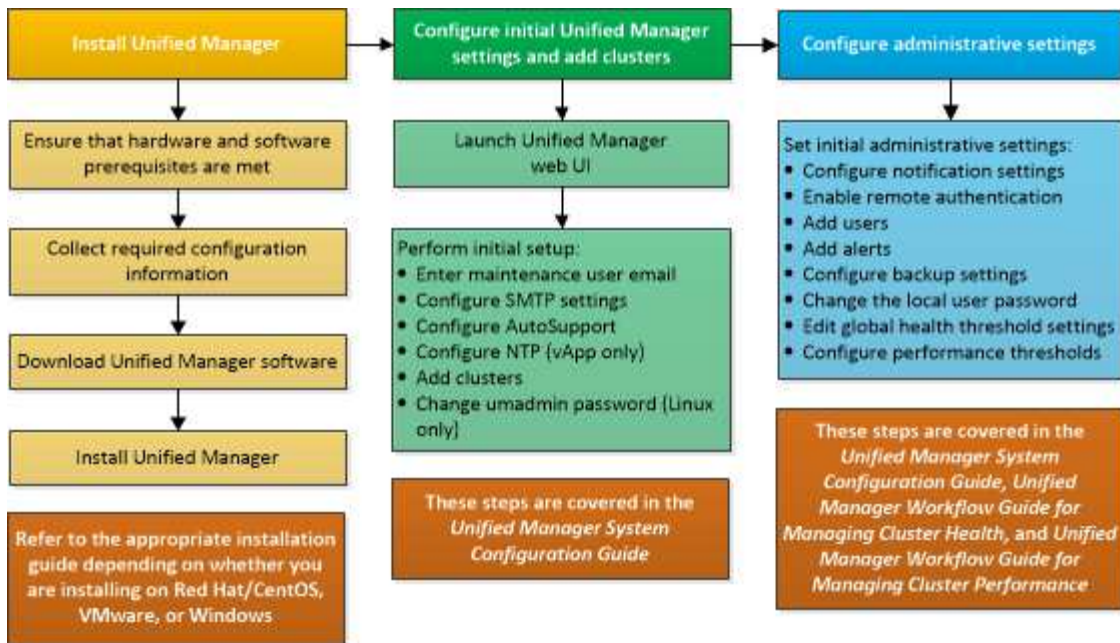 Install Unified Manager
Ensure that hardware and software
prerequisites are met
Collect required configuration
information
Download Unified Manager software
Install Unified Manager
Refer to the appropriate installation
guide depending on whether you
are installing on Red Hat/CentOS,
VMware, or Windows
Configure initial Unified Manager
settings and add clusters
Launch Unified Manager
web UI
Perform initial setup:
• Enter maintenance user email
• Configure SMTP settings
• Configure AutoSupport
• Configure NTP (vApp only)
• Add clusters
• Change umadmin password (Linux
only)
These steps are covered in the
Unified Manager System
Configuration Guide
Configure administrative settings
Set initial administrative settings:
• Configure notification settings
• Enable remote authentication
• Add users
• Add alerts
• Configure backup settings
• Change the local user password
• Edit global health threshold settings
• Configure performance thresholds
These steps are covered in the
Unified Manager System
Configuration Guide, Unified
Manager Workflow Guide for
Managing Cluster Health, and Unified
Manager Workflow Guide for
Managing Cluster Performance